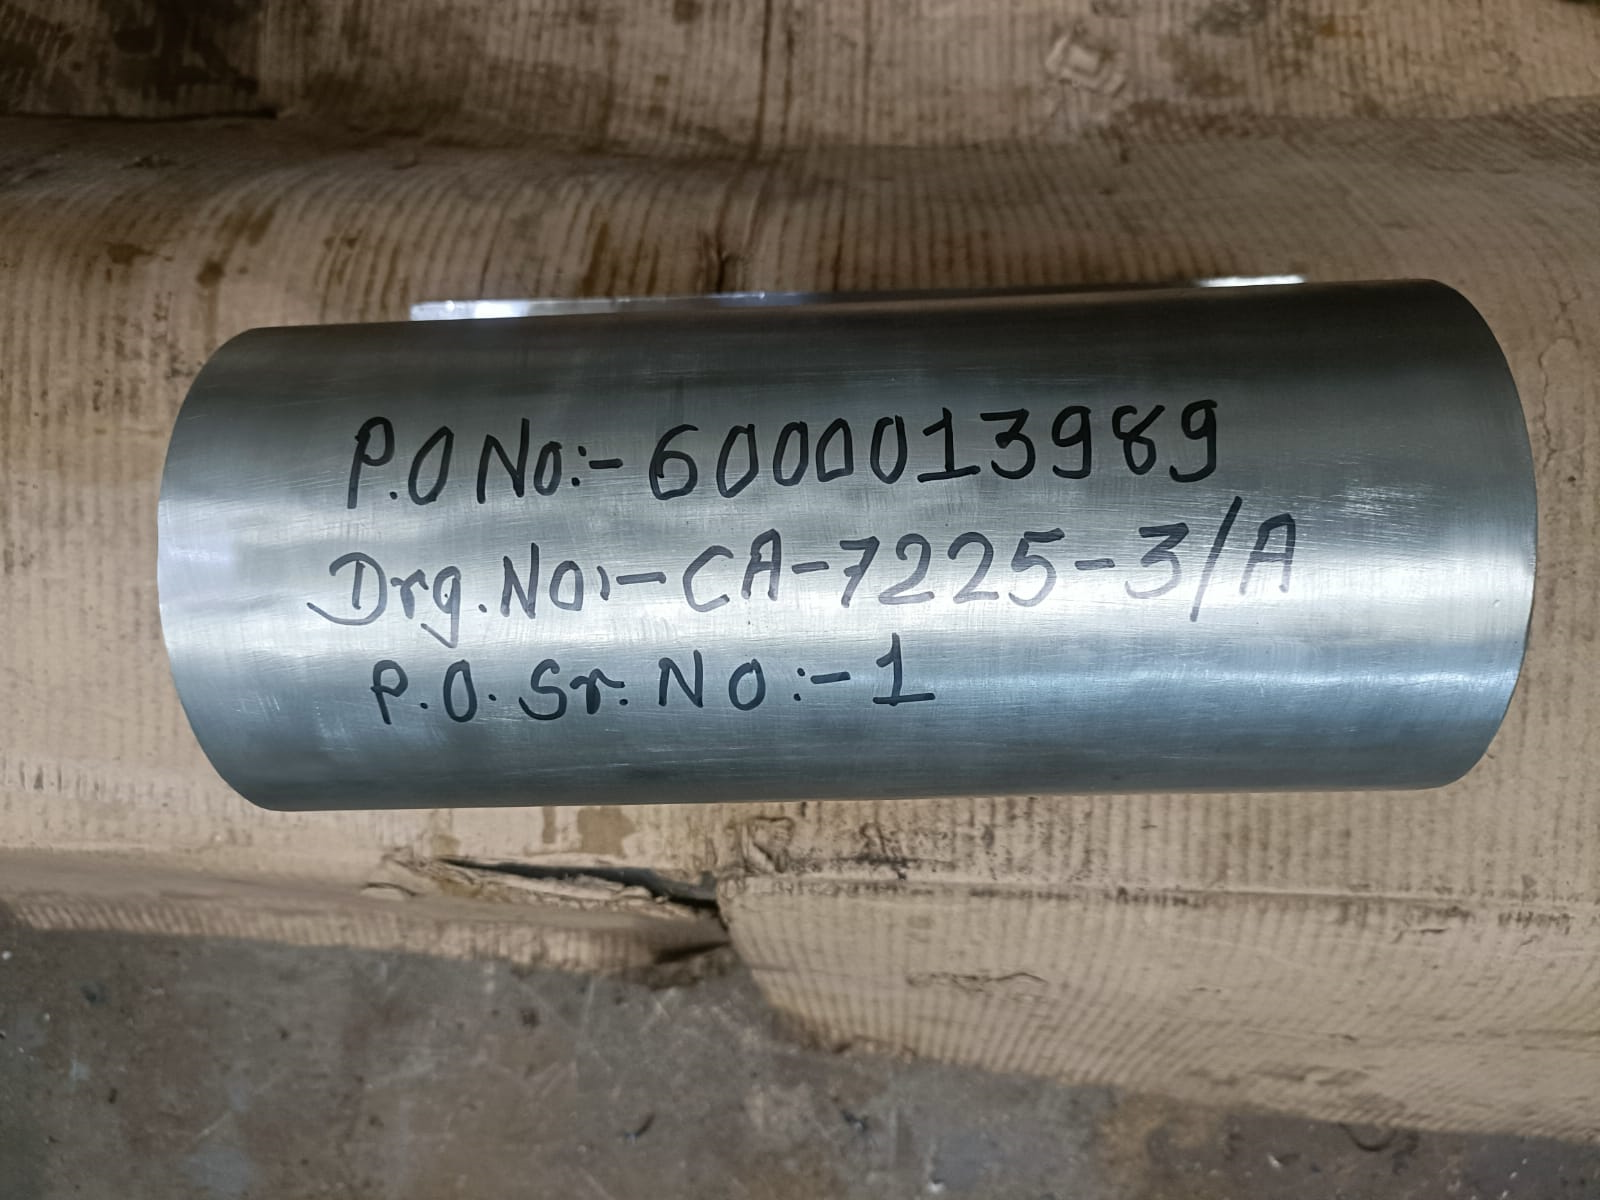 P.O No:- 6000013989
Drg. No:- CA-7225-3/A
P.O. Sr. NO:- 1